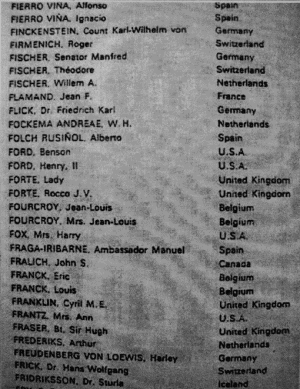 FIERRO VIÑA, Alfonso Spain
FIERRO VIÑA, Ignacio Spain
FINCKENSTEIN, Count Karl-Wilhelm von Germany
FIRMENICH, Roger Switzerland
FISCHER, Senator Manfred Germany
FISCHER, Théodore Switzerland
FISCHER, Willem A. Netherlands
FLAMAND, Jean F. France
FLICK, Dr. Friedrich Karl Germany
FOCKEMA ANDREAE, W. H. Netherlands
FOLCH RUSIÑOL, Alberto Spain
FORD, Benson U.S.A.
FORD, Henry, II U.S.A.
FORTE, Lady United Kingdom
FORTE, Rocco J. V. United Kingdom
FOURCROY, Jean-Louis Belgium
FOURCROY, Mrs. Jean-Louis Belgium
FOX, Mrs. Harry U.S.A.
FRAGA-IRIBARNE, Ambassador Manuel Spain
FRALICH, John S. Canada
FRANCK, Eric Belgium
FRANCK, Louis Belgium
FRANKLIN, Cyril M. E. United Kingdom
FRANTZ, Mrs. Ann U.S.A.
FRASER, Bt. Sir Hugh United Kingdom
FREDERIKS, Arthur Netherlands
FREUDENBERG VON LOEWIS, Harley Germany
FRICK, Dr. Hans Wolfgang Switzerland
FRIDRIKSSON, Dr. Sturla Iceland